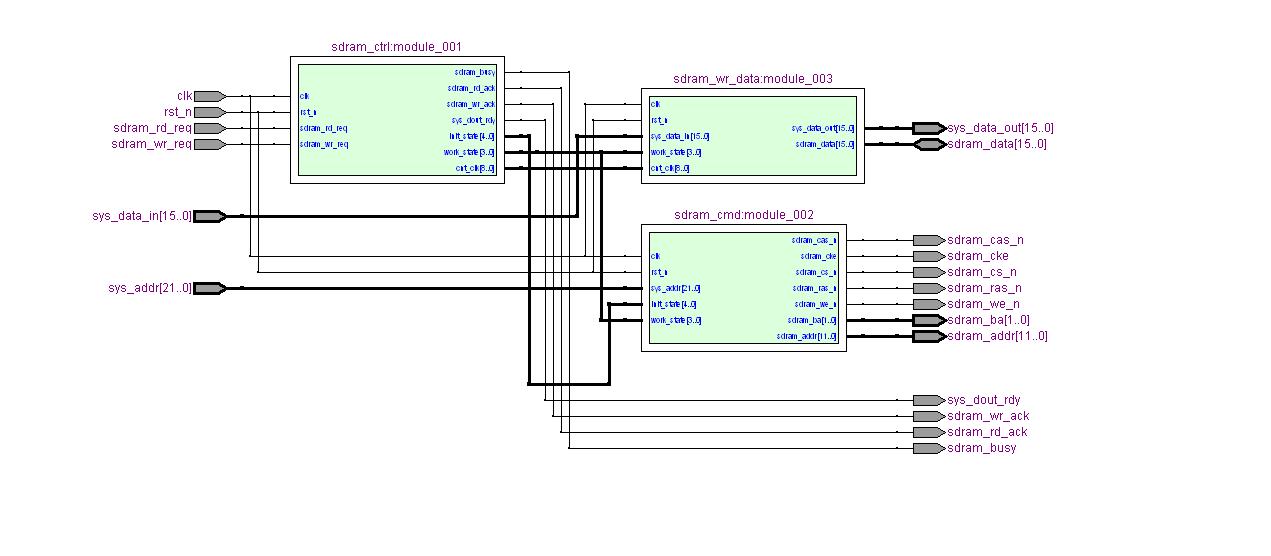 sdram_ctrl:module_001
clk
rst_n
sdram_rd_req
sdram_wr_req
clk
rst_n
sdram_rd_req
sdram_wr_req
sdram_busy
sdram_rd_ack
sdram_wr_ack
sys_dout_rdy
init_state[4..0]
work_state[3..0]
cnt_clk[8..0]
sdram_wr_data:module_003
clk
rst_n
sys_data_in[15..0]
work_state[3..0]
cnt_clk[8..0]
sys_data_out[15..0]
sdram_data[15..0]
sys_data_out[15..0]
sdram_data[15..0]
sys_data_in[15..0]
sys_addr[21..0]
sdram_cmd:module_002
clk
rst_n
sys_addr[21..0]
init_state[4..0]
work_state[3..0]
sdram_cas_n
sdram_cke
sdram_cs_n
sdram_ras_n
sdram_we_n
sdram_ba[1..0]
sdram_addr[11..0]
sdram_cas_n
sdram_cke
sdram_cs_n
sdram_ras_n
sdram_we_n
sdram_ba[1..0]
sdram_addr[11..0]
sys_dout_rdy
sdram_wr_ack
sdram_rd_ack
sdram_busy